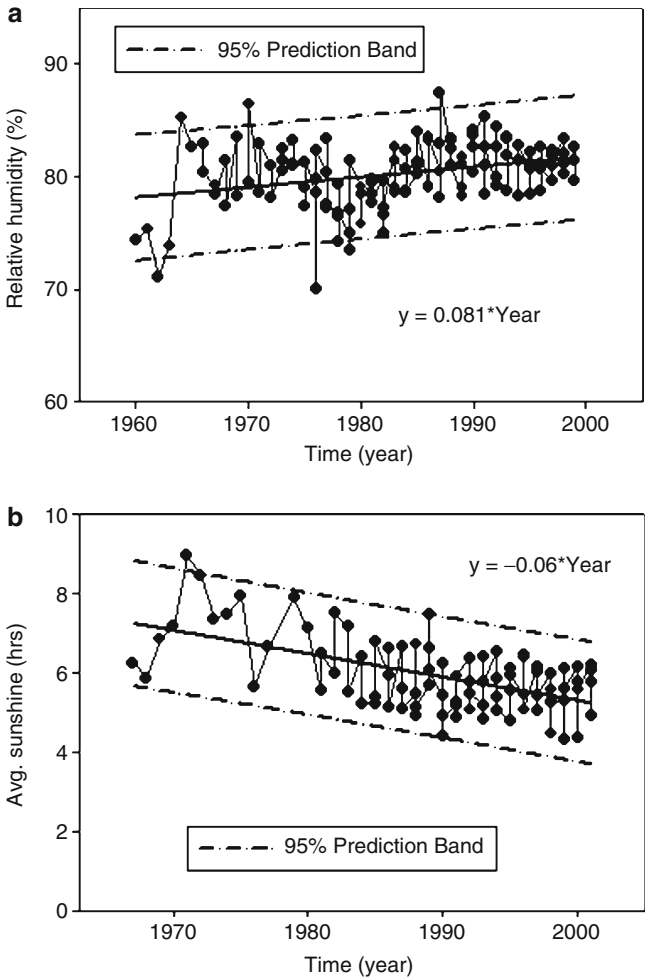 a
95% Prediction Band
90
80
70
60
Relative humidity (%)
y = 0.081*Year
1960 1970 1980 1990 2000
Time (year)
b
10
8
6
4
2
0
Avg. sunshine (hrs)
y = –0.06*Year
95% Prediction Band
1970 1980 1990 2000
Time (year)